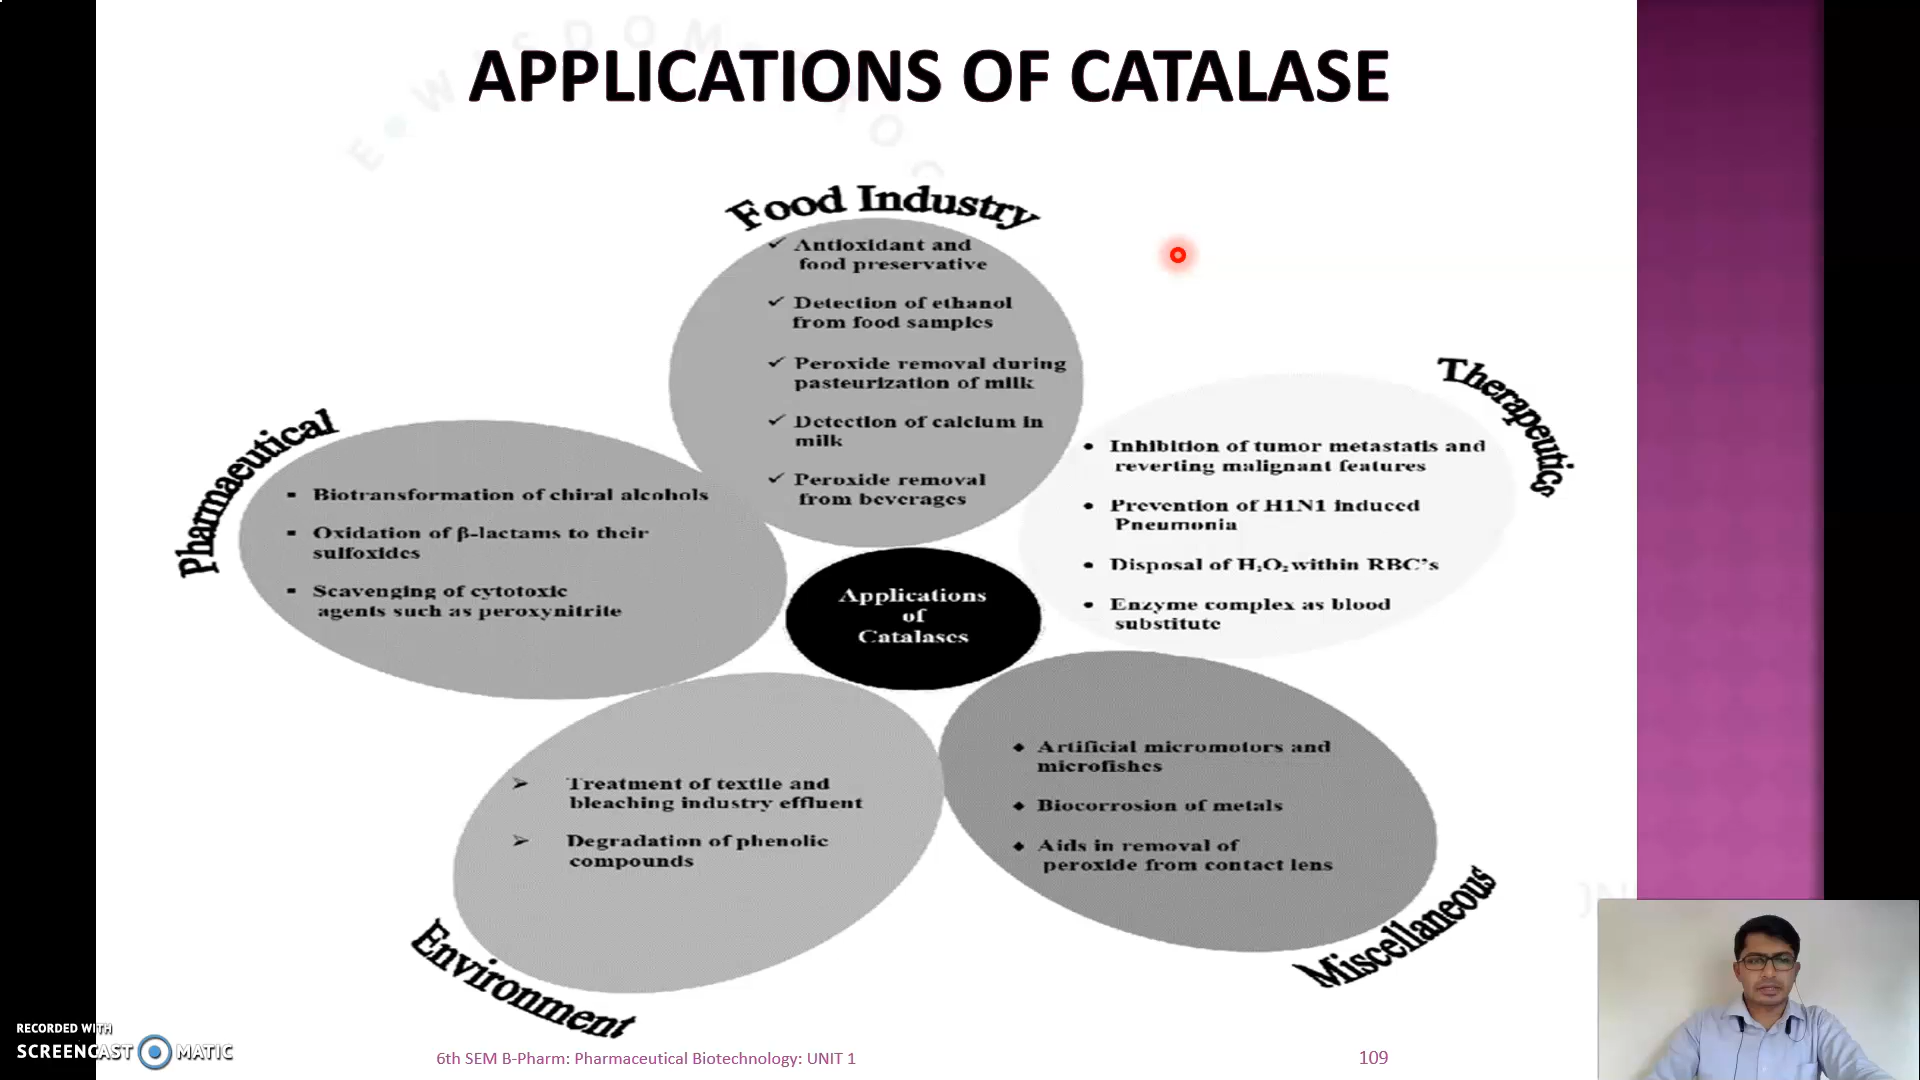 APPLICATIONS OF CATALASE
Food Industry
✓ Antioxidant and
food preservative
✓ Detection of ethanol
from food samples
✓ Peroxide removal during
pasteurization of milk
✓ Detection of calcium in
milk
✓ Peroxide removal
from beverages
Therapeutics
• Inhibition of tumor metastatis and
reverting malignant features
• Prevention of H1N1 induced
Pneumonia
• Disposal of H₂O₂ within RBC's
• Enzyme complex as blood
substitute
Pharmaceutical
▪ Biotransformation of chiral alcohols
▪ Oxidation of β-lactams to their
sulfoxides
▪ Scavenging of cytotoxic
agents such as peroxynitrite
Applications
of
Catalases
➢ Treatment of textile and
bleaching industry effluent
➢ Degradation of phenolic
compounds
Environment
◆ Artificial micromotors and
microfishes
◆ Biocorrosion of metals
◆ Aids in removal of
peroxide from contact lens
Miscellaneous
RECORDED WITH
SCREENCAST MATIC
6th SEM B-Pharm: Pharmaceutical Biotechnology: UNIT 1
109